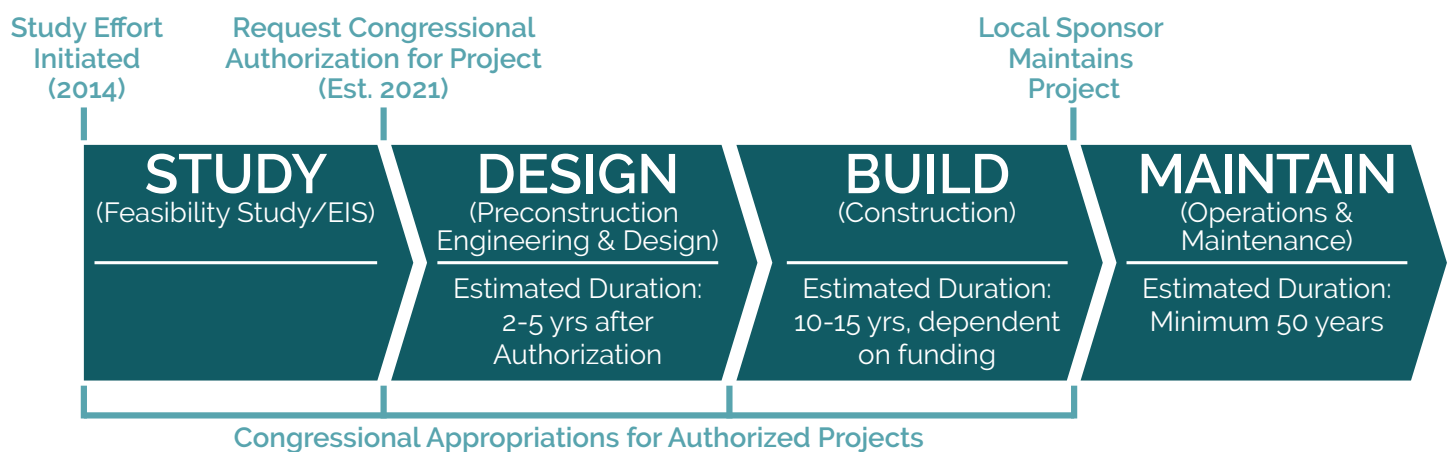 Study Effort
Initiated
(2014)
Request Congressional
Authorization for Project
(Est. 2021)
Local Sponsor
Maintains
Project
STUDY
(Feasibility Study/EIS)
DESIGN
(Preconstruction
Engineering & Design)
Estimated Duration:
2-5 yrs after
Authorization
BUILD
(Construction)
Estimated Duration:
10-15 yrs, dependent
on funding
MAINTAIN
(Operations &
Maintenance)
Estimated Duration:
Minimum 50 years
Congressional Appropriations for Authorized Projects